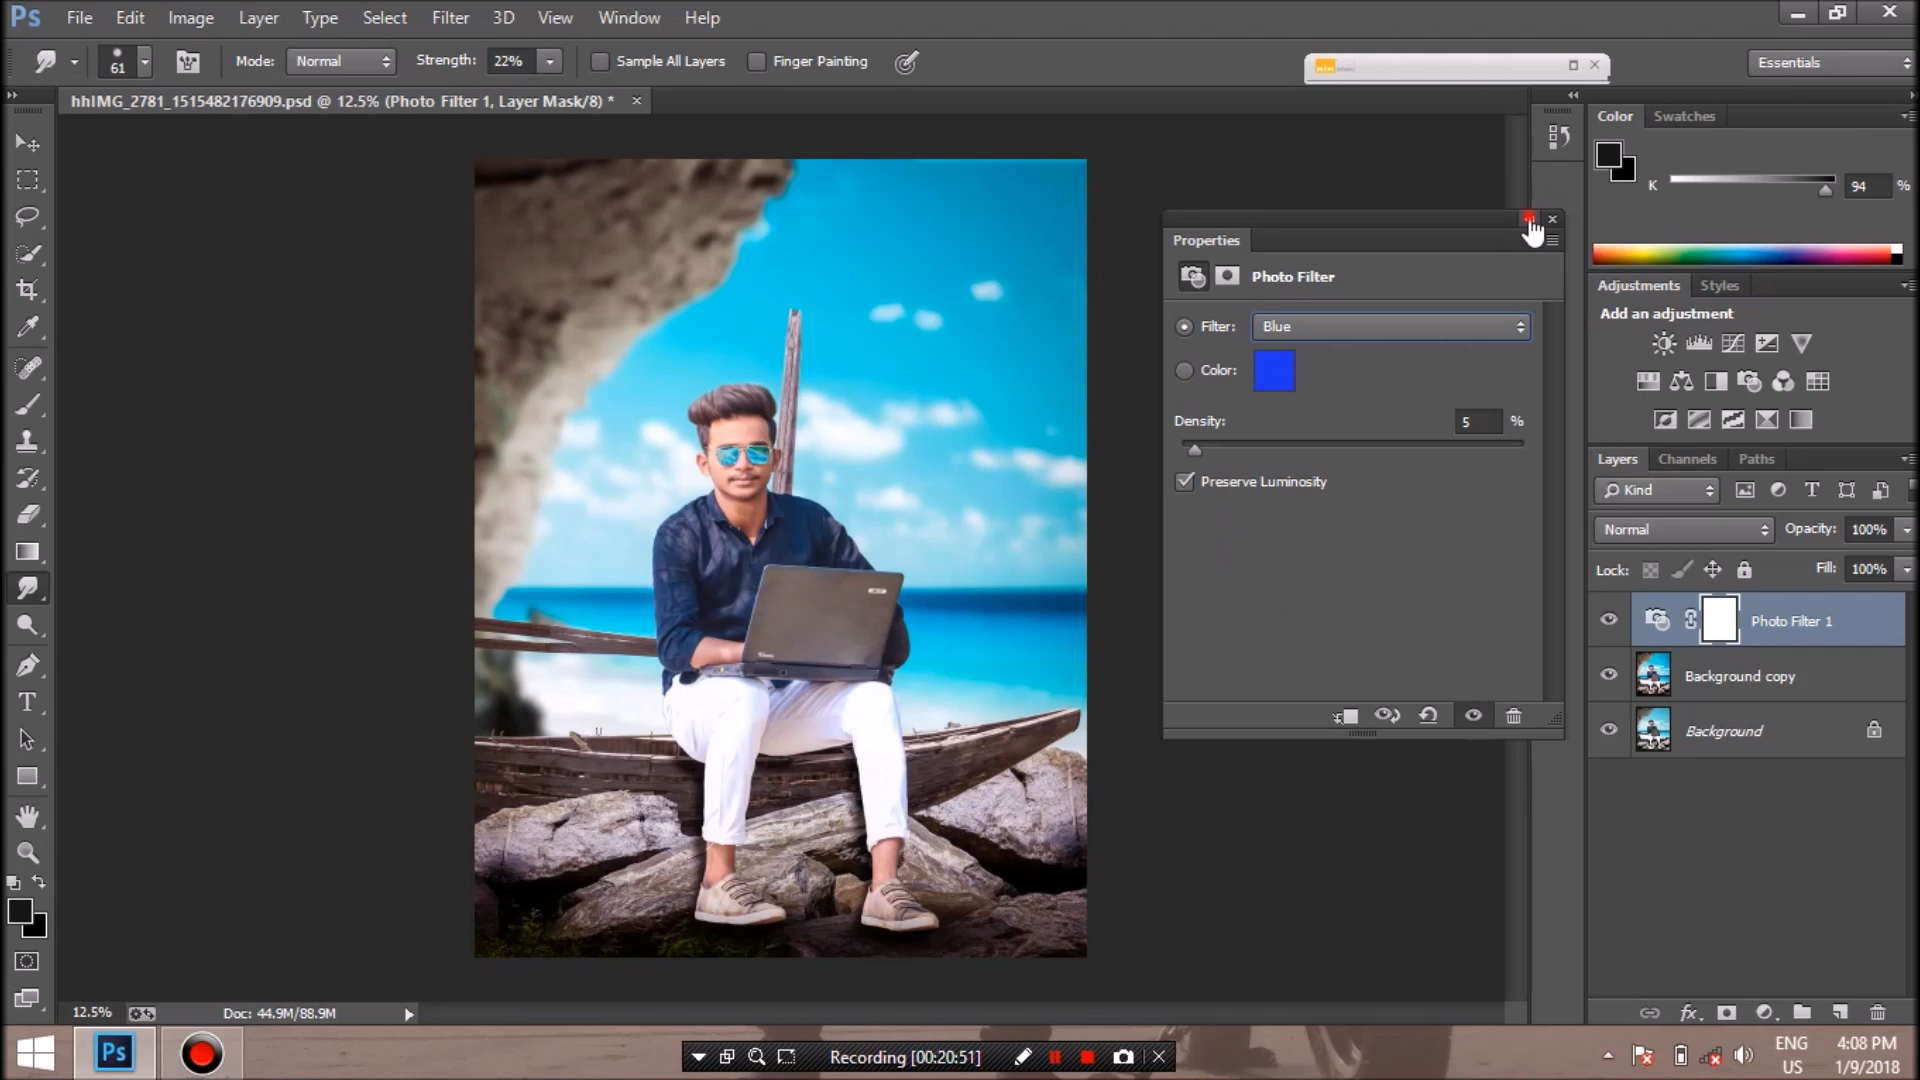 Ps File Edit Image Layer Type Select Filter 3D View Window Help
61 Mode: Normal Strength: 22% Sample All Layers Finger Painting Essentials
hhIMG_2781_1515482176909.psd @ 12.5% (Photo Filter 1, Layer Mask/8) *
Color Swatches
K 94 %
Properties
Photo Filter
Filter: Blue
Color:
Density: 5 %
Preserve Luminosity
Adjustments Styles
Add an adjustment
Layers Channels Paths
Kind
Normal Opacity: 100%
Lock: Fill: 100%
Photo Filter 1
Background copy
Background
acer
12.5% Doc: 44.9M/88.9M
Ps Recording [00:20:51] ENG 4:08 PM
US 1/9/2018